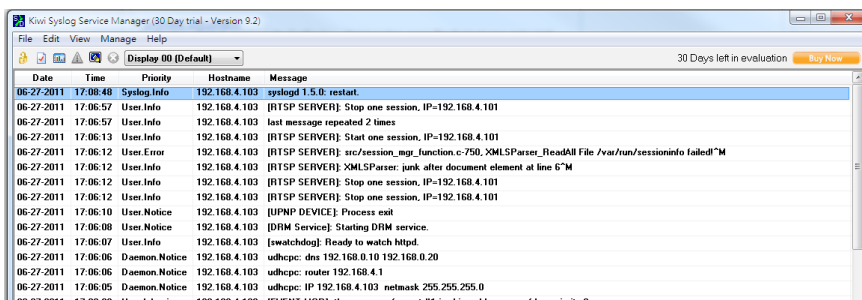 Kiwi Syslog Service Manager (30 Day trial - Version 9.2)
File Edit View Manage Help
Display 00 (Default) 30 Days left in evaluation Buy Now
Date Time Priority Hostname Message
06-27-2011 17:08:48 Syslog.Info 192.168.4.103 syslogd 1.5.0: restart.
06-27-2011 17:06:57 User.Info 192.168.4.103 [RTSP SERVER]: Stop one session, IP=192.168.4.101
06-27-2011 17:06:57 User.Info 192.168.4.103 last message repeated 2 times
06-27-2011 17:06:13 User.Info 192.168.4.103 [RTSP SERVER]: Start one session, IP=192.168.4.101
06-27-2011 17:06:12 User.Error 192.168.4.103 [RTSP SERVER]: src/session_mgr_function.c-750, XMLSParser_ReadAll File /var/run/sessioninfo failed!^M
06-27-2011 17:06:12 User.Info 192.168.4.103 [RTSP SERVER]: XMLSParser: junk after document element at line 6^M
06-27-2011 17:06:12 User.Info 192.168.4.103 [RTSP SERVER]: Stop one session, IP=192.168.4.101
06-27-2011 17:06:12 User.Info 192.168.4.103 [RTSP SERVER]: Stop one session, IP=192.168.4.101
06-27-2011 17:06:10 User.Notice 192.168.4.103 [UPNP DEVICE]: Process exit
06-27-2011 17:06:08 User.Notice 192.168.4.103 [DRM Service]: Starting DRM service.
06-27-2011 17:06:07 User.Info 192.168.4.103 [swatchdog]: Ready to watch httpd.
06-27-2011 17:06:06 Daemon.Notice 192.168.4.103 udhcpc: dns 192.168.0.10 192.168.0.20
06-27-2011 17:06:06 Daemon.Notice 192.168.4.103 udhcpc: router 192.168.4.1
06-27-2011 17:06:05 Daemon.Notice 192.168.4.103 udhcpc: IP 192.168.4.103 netmask 255.255.255.0